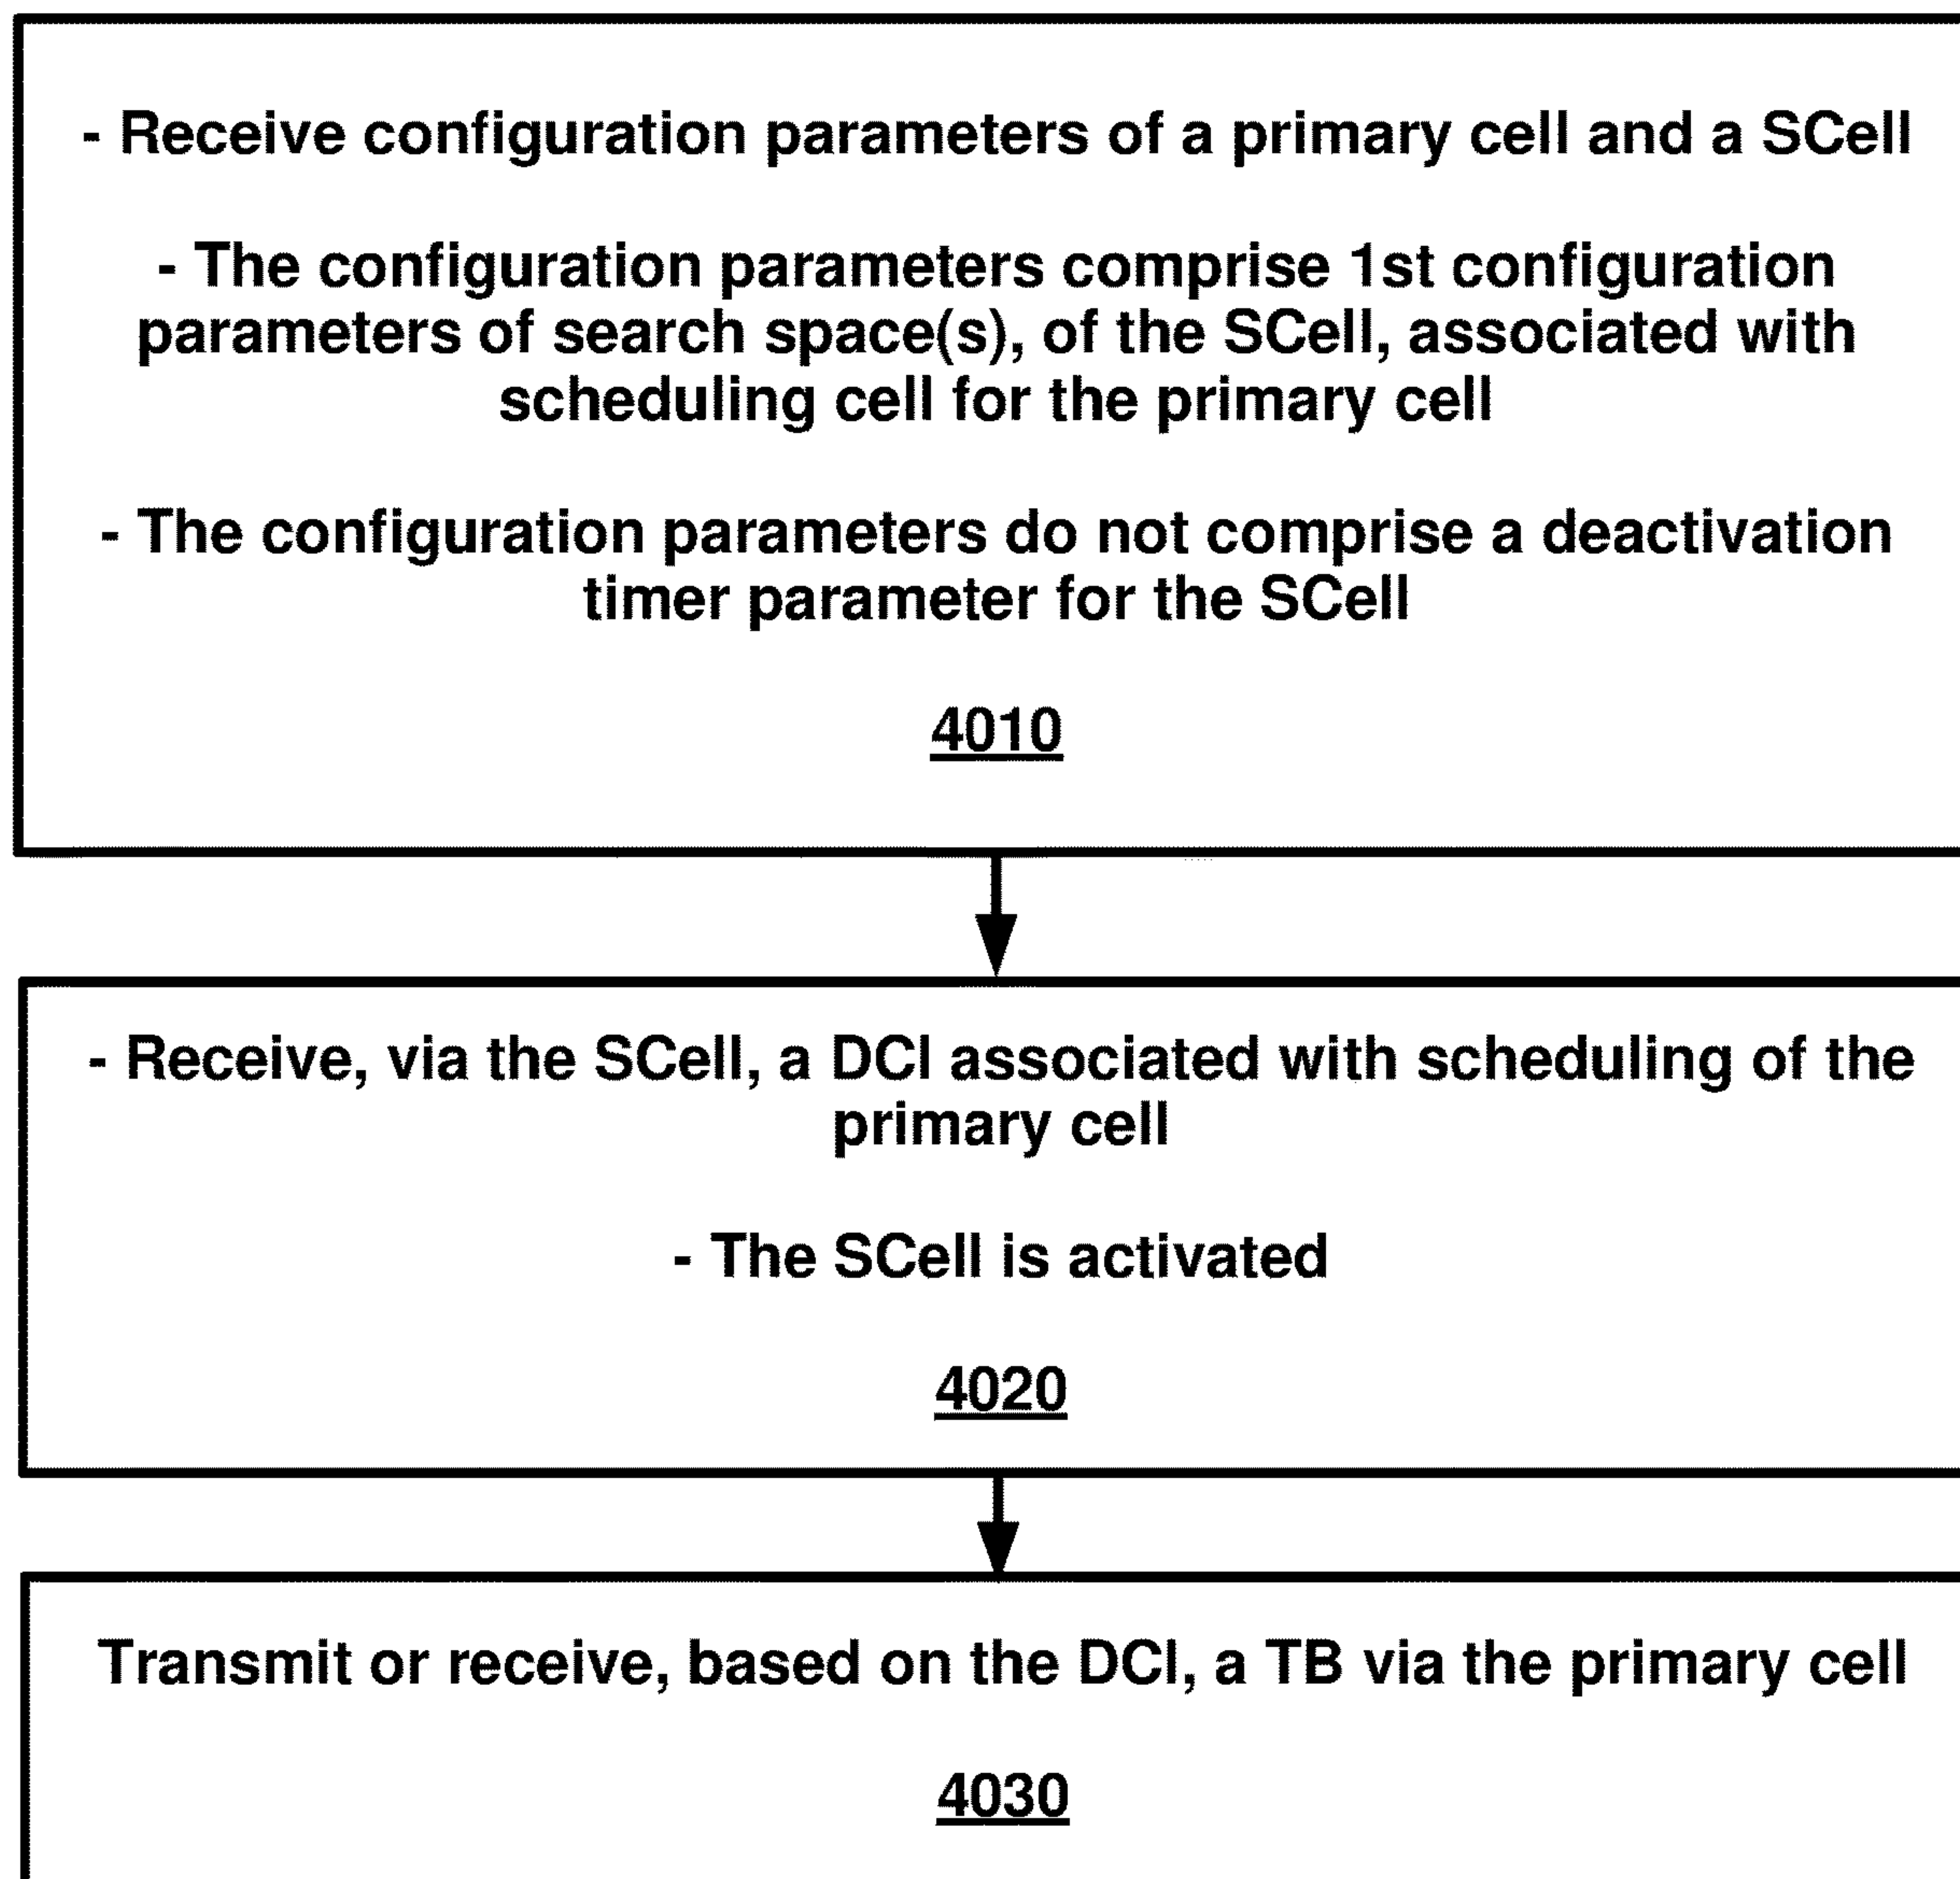 - Receive configuration parameters of a primary cell and a SCell
- The configuration parameters comprise 1st configuration
parameters of search space(s), of the SCell, associated with
scheduling cell for the primary cell
- The configuration parameters do not comprise a deactivation
timer parameter for the SCell
4010
- Receive, via the SCell, a DCI associated with scheduling of the
primary cell
- The SCell is activated
4020
Transmit or receive, based on the DCI, a TB via the primary cell
4030